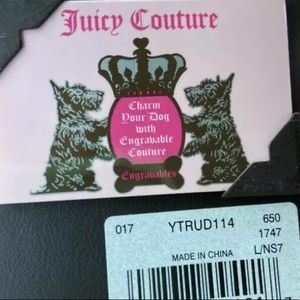 Juicy Couture
Charm
Your Dog
with
Engravable
Couture
Engravables
017 YTRUD114 650
1747
MADE IN CHINA L/NS7